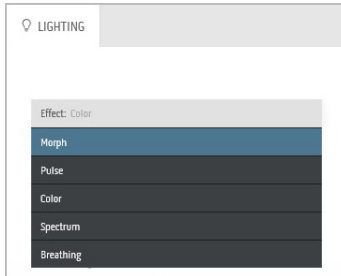 LIGHTING
Effect: Color
Morph
Pulse
Color
Spectrum
Breathing